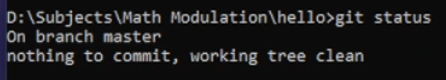 D:\Subjects\Math Modulation\hello>git status
On branch master
nothing to commit, working tree clean